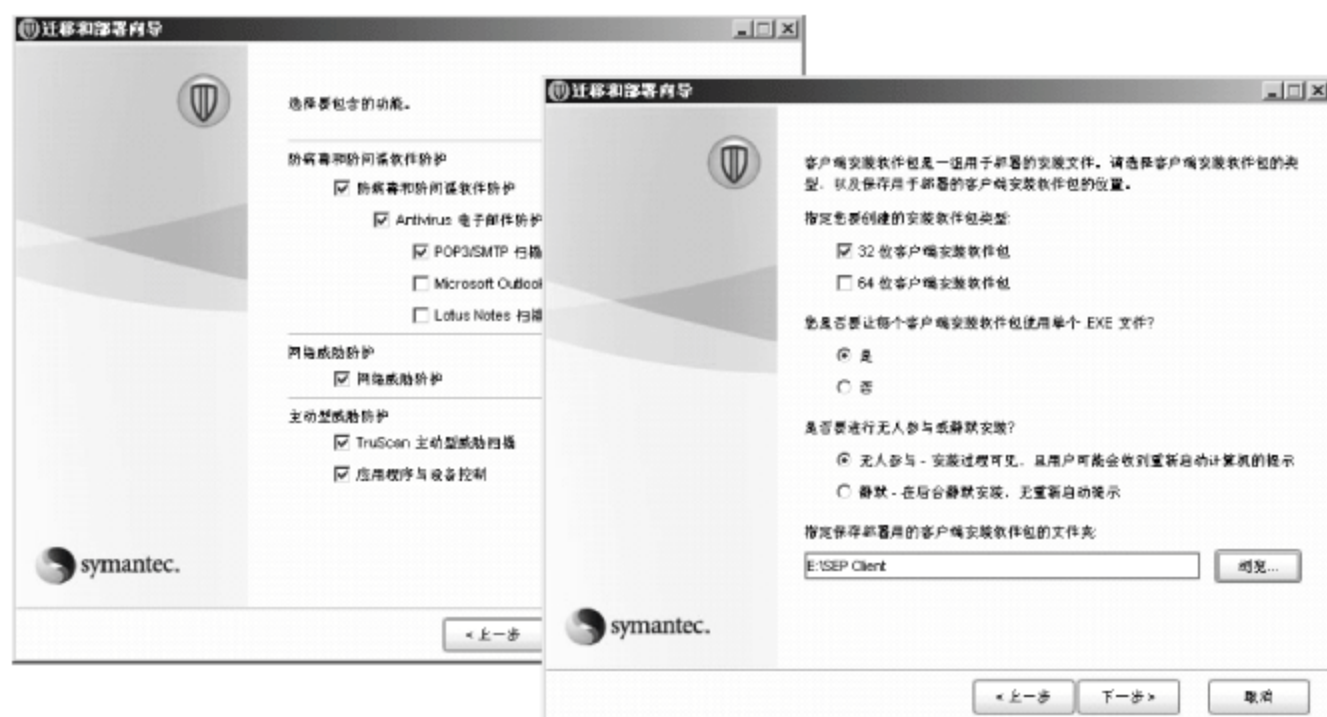 迁移和部署向导
选择要包含的功能。
防病毒和防间谍软件防护
防病毒和防间谍软件防护
Antivirus 电子邮件防护
POP3/SMTP 扫描
Microsoft Outlook
Lotus Notes 扫描
网络威胁防护
网络威胁防护
主动型威胁防护
TruScan 主动型威胁扫描
应用程序与设备控制
symantec.
<上一步
迁移和部署向导
客户端安装软件包是一组用于部署的安装文件。请选择客户端安装软件包的类
型，以及保存用于部署的客户端安装软件包的位置。
指定您要创建的安装软件包类型:
32 位客户端安装软件包
64 位客户端安装软件包
您是否要让每个客户端安装软件包使用单个 .EXE 文件?
是
否
是否要进行无人参与或静默安装?
无人参与 - 安装过程可见，且用户可能会收到重新启动计算机的提示
静默 - 在后台静默安装，无重新启动提示
指定保存部署用的客户端安装软件包的文件夹:
E:\SEP Client
浏览...
symantec.
<上一步
下一步>
取消